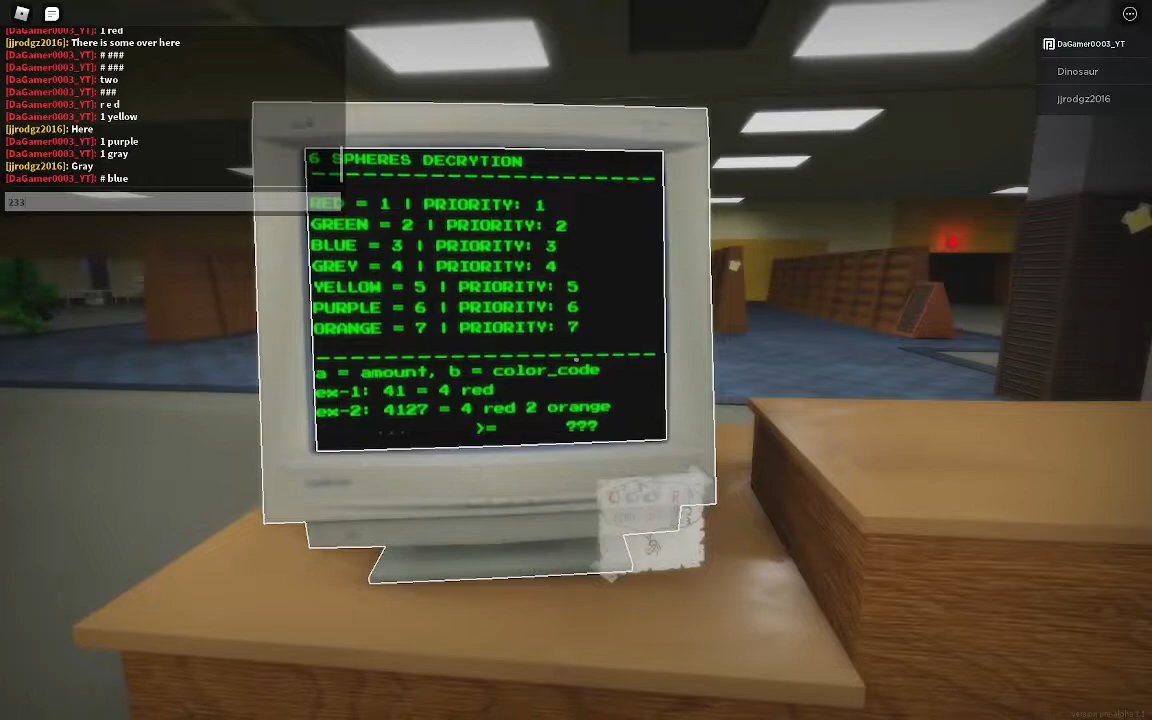 [DaGamer0003_YT]: 1 red
[jjrodgz2016]: There is some over here
[DaGamer0003_YT]: # ###
[DaGamer0003_YT]: # ###
[DaGamer0003_YT]: two
[DaGamer0003_YT]: ###
[DaGamer0003_YT]: r e d
[DaGamer0003_YT]: 1 yellow
[jjrodgz2016]: Here
[DaGamer0003_YT]: 1 purple
[DaGamer0003_YT]: 1 gray
[jjrodgz2016]: Gray
[DaGamer0003_YT]: # blue
233
DaGamer0003_YT
Dinosaur
jjrodgz2016
6 SPHERES DECRYTION
RED = 1 | PRIORITY: 1
GREEN = 2 | PRIORITY: 2
BLUE = 3 | PRIORITY: 3
GREY = 4 | PRIORITY: 4
YELLOW = 5 | PRIORITY: 5
PURPLE = 6 | PRIORITY: 6
ORANGE = 7 | PRIORITY: 7
a = amount, b = color_code
ex-1: 41 = 4 red
ex-2: 4127 = 4 red 2 orange
... >= ???